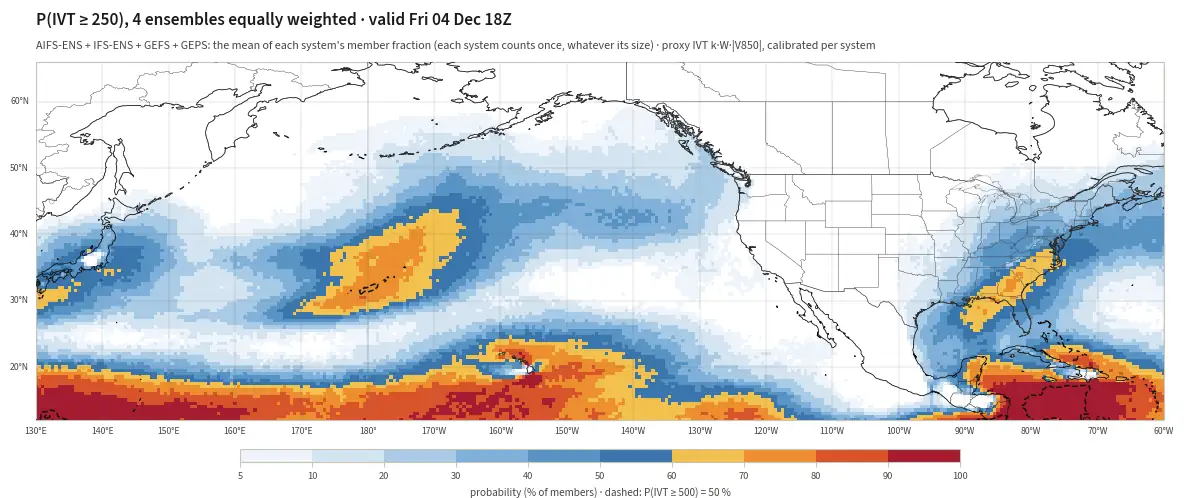 P(IVT ≥ 250), 4 ensembles equally weighted · valid Fri 04 Dec 18Z
AIFS-ENS + IFS-ENS + GEFS + GEPS: the mean of each system's member fraction (each system counts once, whatever its size) · proxy IVT k·W·|V850|, calibrated per system
60°N
50°N
40°N
30°N
20°N
130°E 140°E 150°E 160°E 170°E 180° 170°W 160°W 150°W 140°W 130°W 120°W 110°W 100°W 90°W 80°W 70°W 60°W
5 10 20 30 40 50 60 70 80 90 100
probability (% of members) · dashed: P(IVT ≥ 500) = 50 %